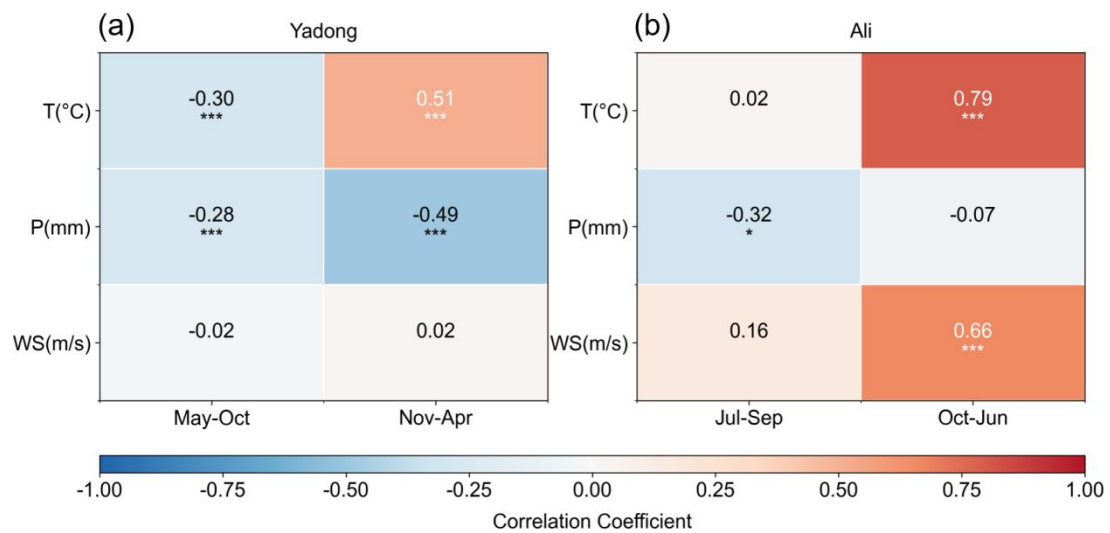 (a) Yadong
(b) Ali
T(°C) -0.30 0.51
*** ***
T(°C) 0.02 0.79
***
P(mm) -0.28 -0.49
*** ***
P(mm) -0.32 -0.07
*
WS(m/s) -0.02 0.02
WS(m/s) 0.16 0.66
***
May-Oct Nov-Apr
Jul-Sep Oct-Jun
-1.00 -0.75 -0.50 -0.25 0.00 0.25 0.50 0.75 1.00
Correlation Coefficient